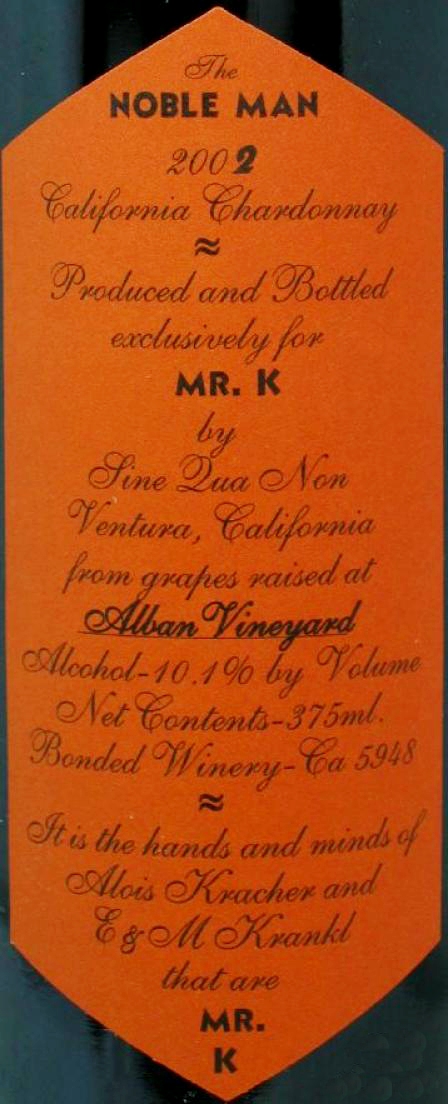 The
NOBLE MAN
2002
California Chardonnay
≈
Produced and Bottled
exclusively for
MR. K
by
Sine Qua Non
Ventura, California
from grapes raised at
Alban Vineyard
Alcohol-10.1% by Volume
Net Contents-375ml.
Bonded Winery-Ca 5948
≈
It is the hands and minds of
Alois Kracher and
E & M Krankl
that are
MR.
K